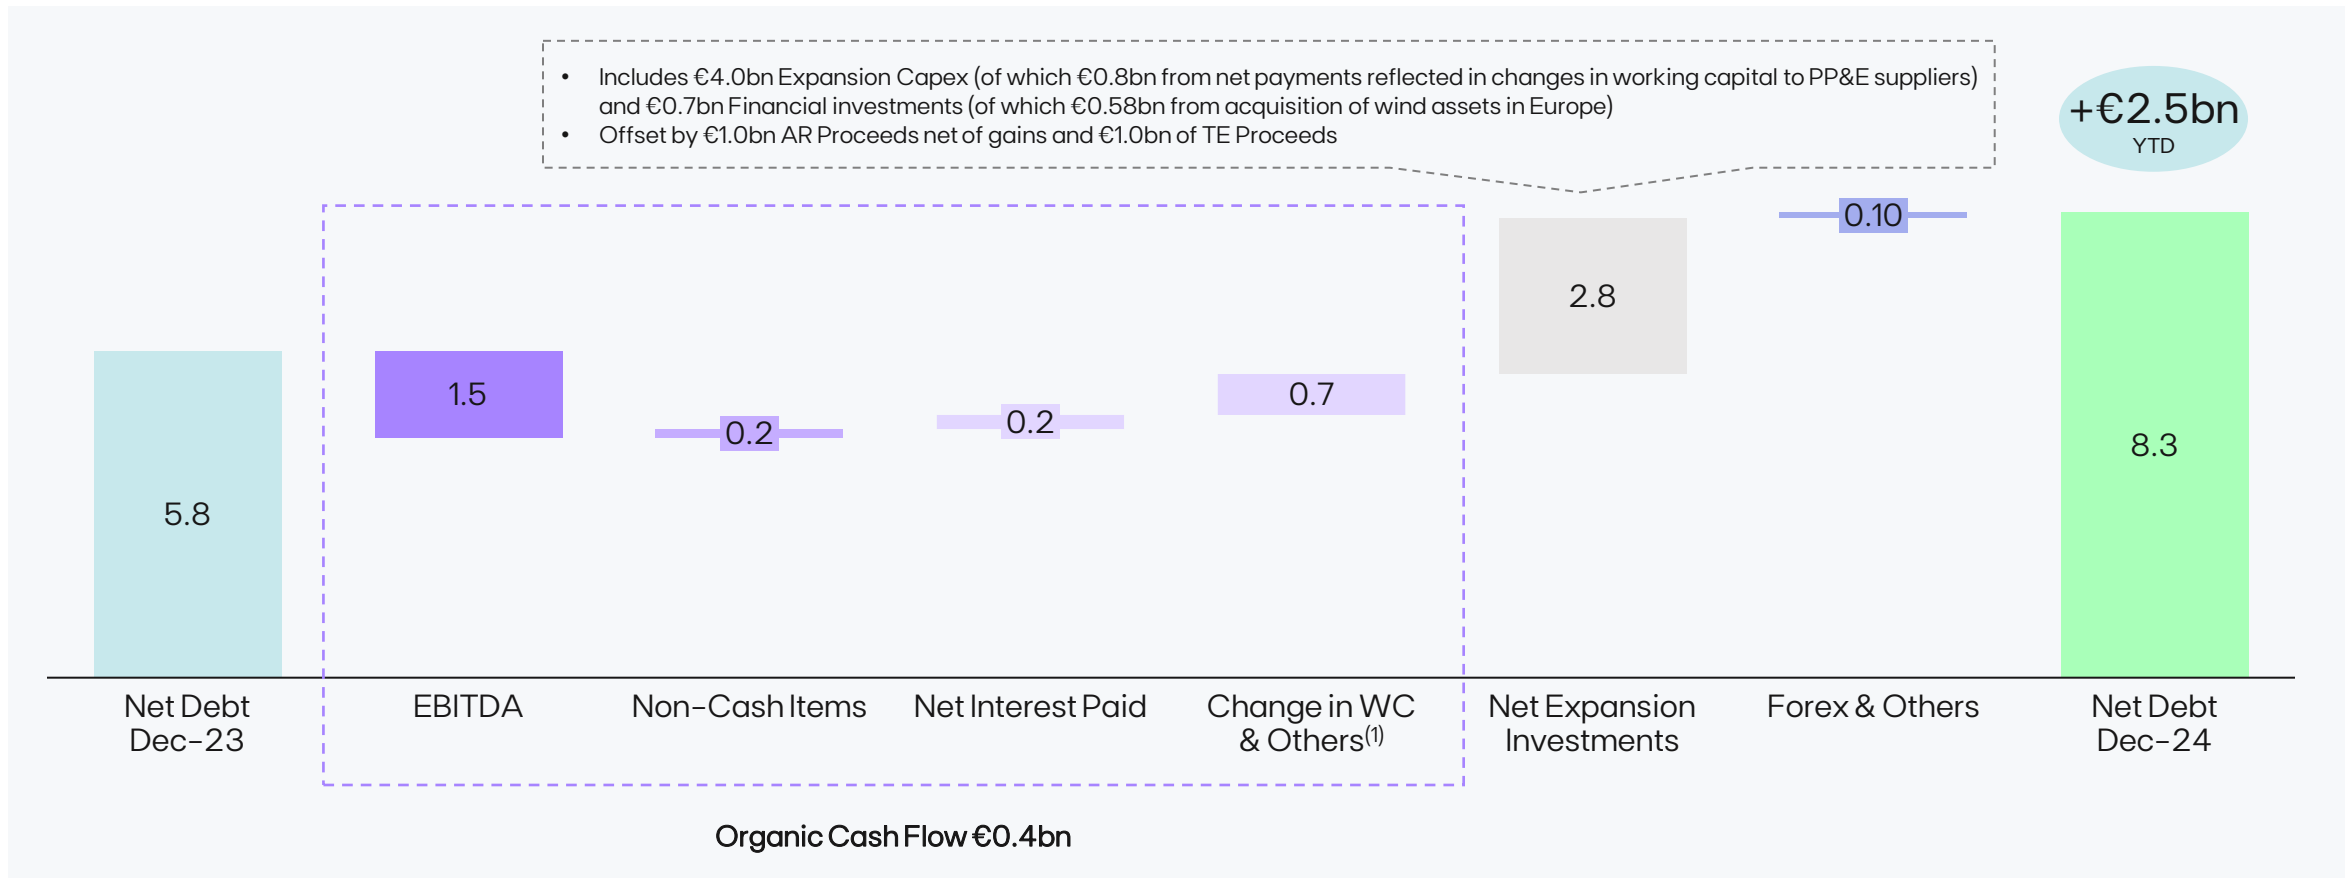 • Includes €4.0bn Expansion Capex (of which €0.8bn from net payments reflected in changes in working capital to PP&E suppliers)
and €0.7bn Financial investments (of which €0.58bn from acquisition of wind assets in Europe)
• Offset by €1.0bn AR Proceeds net of gains and €1.0bn of TE Proceeds
+€2.5bn
YTD
5.8
1.5
0.2
0.2
0.7
2.8
0.10
8.3
Net Debt
Dec-23
EBITDA
Non-Cash Items
Net Interest Paid
Change in WC
& Others(1)
Net Expansion
Investments
Forex & Others
Net Debt
Dec-24
Organic Cash Flow €0.4bn